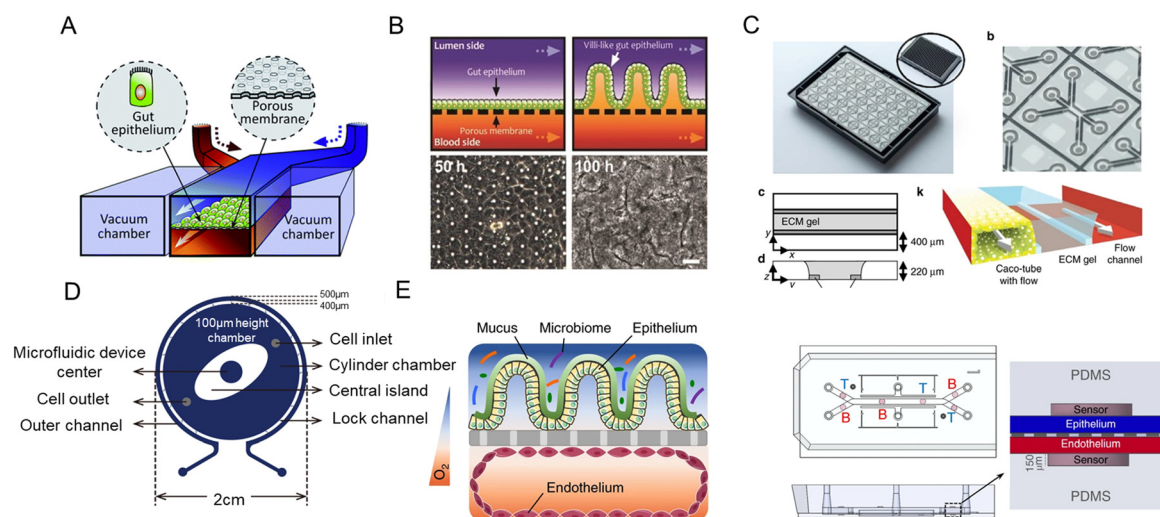 A
Gut
epithelium
Porous
membrane
Vacuum
chamber
Vacuum
chamber
B
Lumen side
Villi-like gut epithelium
Gut epithelium
Porous membrane
Blood side
50 h
100 h
C
b
c
ECM gel
y
x
400 μm
d
z
220 μm
k
Caco-tube
with flow
ECM gel
Flow
channel
D
500μm
400μm
100μm height
chamber
Microfluidic device
center
Cell outlet
Outer channel
Cell inlet
Cylinder chamber
Central island
Lock channel
2cm
E
Mucus
Microbiome
Epithelium
O2
Endothelium
T
B
B
B
T
B
PDMS
Sensor
Epithelium
Endothelium
Sensor
150
μm
PDMS